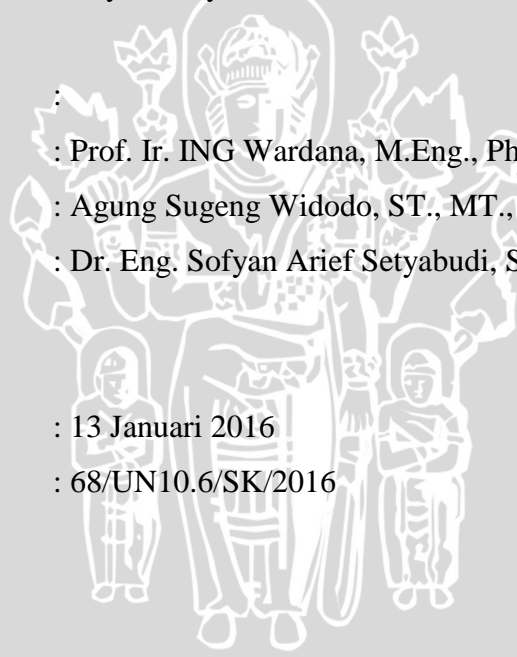 :
: Prof. Ir. ING Wardana, M.Eng., Ph
: Agung Sugeng Widodo, ST., MT.,
: Dr. Eng. Sofyan Arief Setyabudi, S
: 13 Januari 2016
: 68/UN10.6/SK/2016